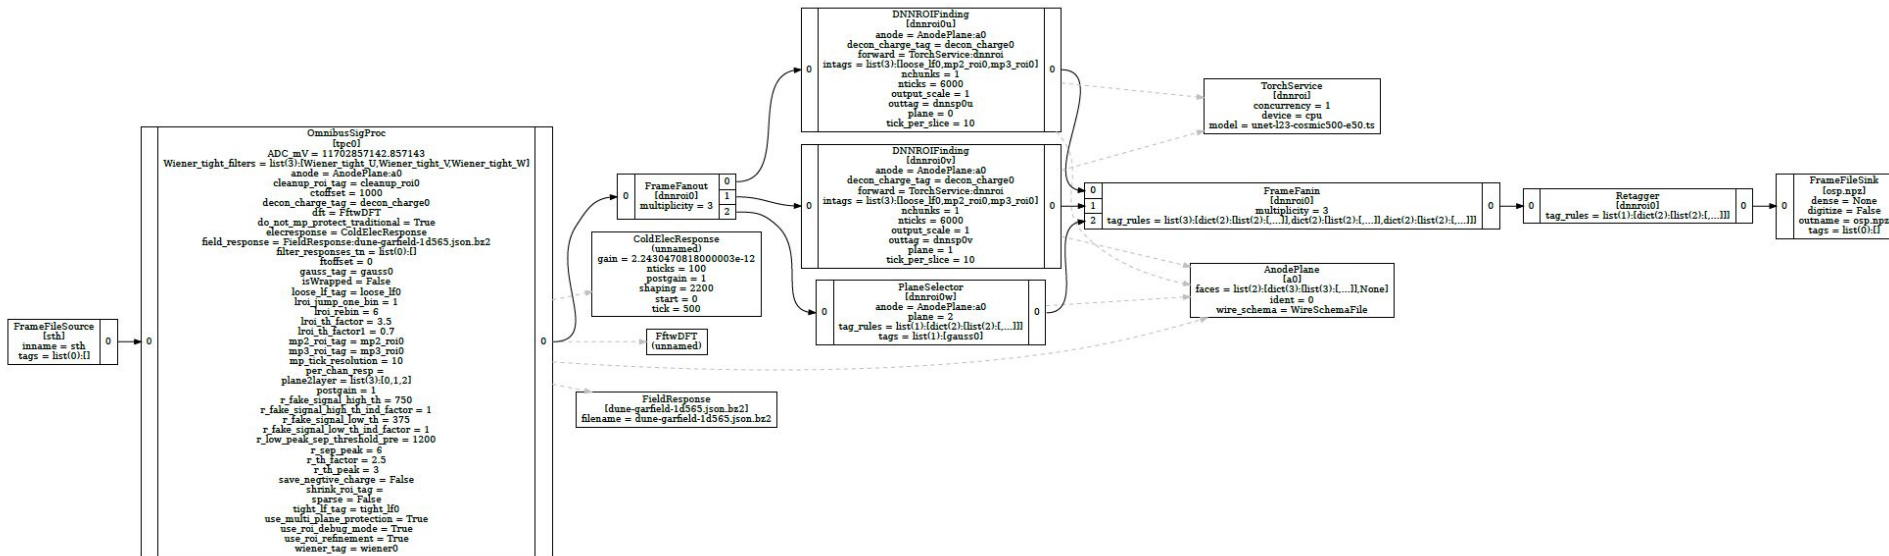 FrameFileSource
[sth]
inname = sth
tags = list(0):[]
0
0
OmnibusSigProc
[tpc0]
ADC_mV = 11702857142.857143
Wiener_tight_filters = list(3):[Wiener_tight_U,Wiener_tight_V,Wiener_tight_W]
anode = AnodePlane:a0
cleanup_roi_tag = cleanup_roi0
ctoffset = 1000
decon_charge_tag = decon_charge0
dft = FftwDFT
do_not_mp_protect_traditional = True
elecresponse = ColdElecResponse
field_response = FieldResponse:dune-garfield-1d565.json.bz2
filter_responses_tn = list(0):[]
ftoffset = 0
gauss_tag = gauss0
isWrapped = False
loose_lf_tag = loose_lf0
lroi_jump_one_bin = 1
lroi_rebin = 6
lroi_th_factor = 3.5
lroi_th_factor1 = 0.7
mp2_roi_tag = mp2_roi0
mp3_roi_tag = mp3_roi0
mp_tick_resolution = 10
per_chan_resp =
plane2layer = list(3):[0,1,2]
postgain = 1
r_fake_signal_high_th = 750
r_fake_signal_high_th_ind_factor = 1
r_fake_signal_low_th = 375
r_fake_signal_low_th_ind_factor = 1
r_low_peak_sep_threshold_pre = 1200
r_sep_peak = 6
r_th_factor = 2.5
r_th_peak = 3
save_negtive_charge = False
shrink_roi_tag =
sparse = False
tight_lf_tag = tight_lf0
use_multi_plane_protection = True
use_roi_debug_mode = True
use_roi_refinement = True
wiener_tag = wiener0
0
0
FrameFanout
[dnnroi0]
multiplicity = 3
0
1
2
ColdElecResponse
(unnamed)
gain = 2.2430470818000003e-12
nticks = 100
postgain = 1
shaping = 2200
start = 0
tick = 500
FftwDFT
(unnamed)
FieldResponse
[dune-garfield-1d565.json.bz2]
filename = dune-garfield-1d565.json.bz2
0
DNNROIFinding
[dnnroi0u]
anode = AnodePlane:a0
decon_charge_tag = decon_charge0
forward = TorchService:dnnroi
intags = list(3):[loose_lf0,mp2_roi0,mp3_roi0]
nchunks = 1
nticks = 6000
output_scale = 1
outtag = dnnsp0u
plane = 0
tick_per_slice = 10
0
0
DNNROIFinding
[dnnroi0v]
anode = AnodePlane:a0
decon_charge_tag = decon_charge0
forward = TorchService:dnnroi
intags = list(3):[loose_lf0,mp2_roi0,mp3_roi0]
nchunks = 1
nticks = 6000
output_scale = 1
outtag = dnnsp0v
plane = 1
tick_per_slice = 10
0
0
PlaneSelector
[dnnroi0w]
anode = AnodePlane:a0
plane = 2
tag_rules = list(1):[dict(2):[list(2):[,...]]]
tags = list(1):[gauss0]
0
TorchService
[dnnroi]
concurrency = 1
device = cpu
model = unet-l23-cosmic500-e50.ts
0
1
2
FrameFanin
[dnnroi0]
multiplicity = 3
tag_rules = list(3):[dict(2):[list(2):[,...]],dict(2):[list(2):[,...]],dict(2):[list(2):[,...]]]
0
AnodePlane
[a0]
faces = list(2):[dict(3):[list(3):[,...]],None]
ident = 0
wire_schema = WireSchemaFile
0
Retagger
[dnnroi0]
tag_rules = list(1):[dict(2):[list(2):[,...]]]
0
0
FrameFileSink
[osp.npz]
dense = None
digitize = False
outname = osp.npz
tags = list(0):[]